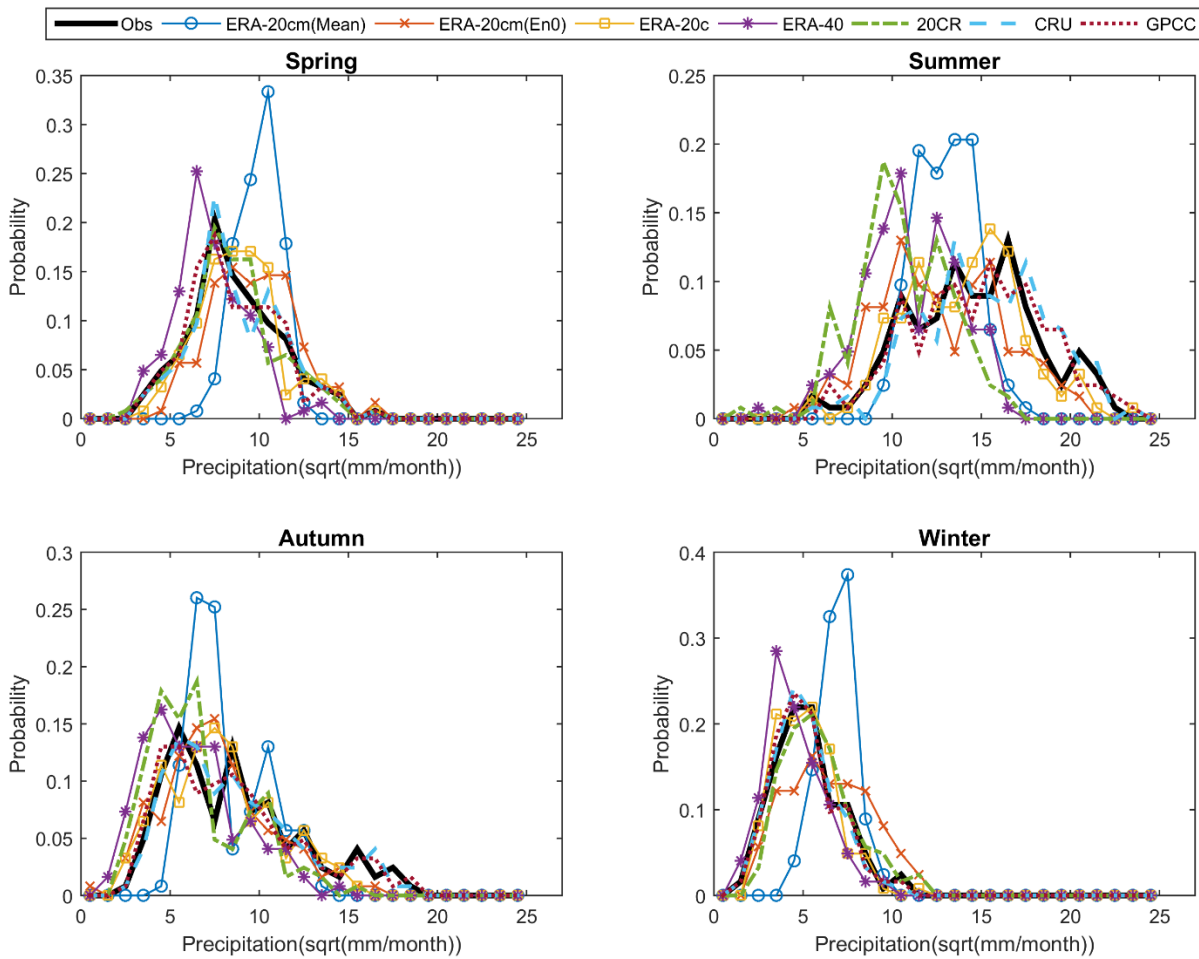 Obs ERA-20cm(Mean) ERA-20cm(En0) ERA-20c ERA-40 20CR CRU GPCC
Spring
0.35
0.3
0.25
0.2
0.15
0.1
0.05
0
0 5 10 15 20 25
Probability
Precipitation(sqrt(mm/month))
Summer
0.25
0.2
0.15
0.1
0.05
0
0 5 10 15 20 25
Probability
Precipitation(sqrt(mm/month))
Autumn
0.3
0.25
0.2
0.15
0.1
0.05
0
0 5 10 15 20 25
Probability
Precipitation(sqrt(mm/month))
Winter
0.4
0.3
0.2
0.1
0
0 5 10 15 20 25
Probability
Precipitation(sqrt(mm/month))